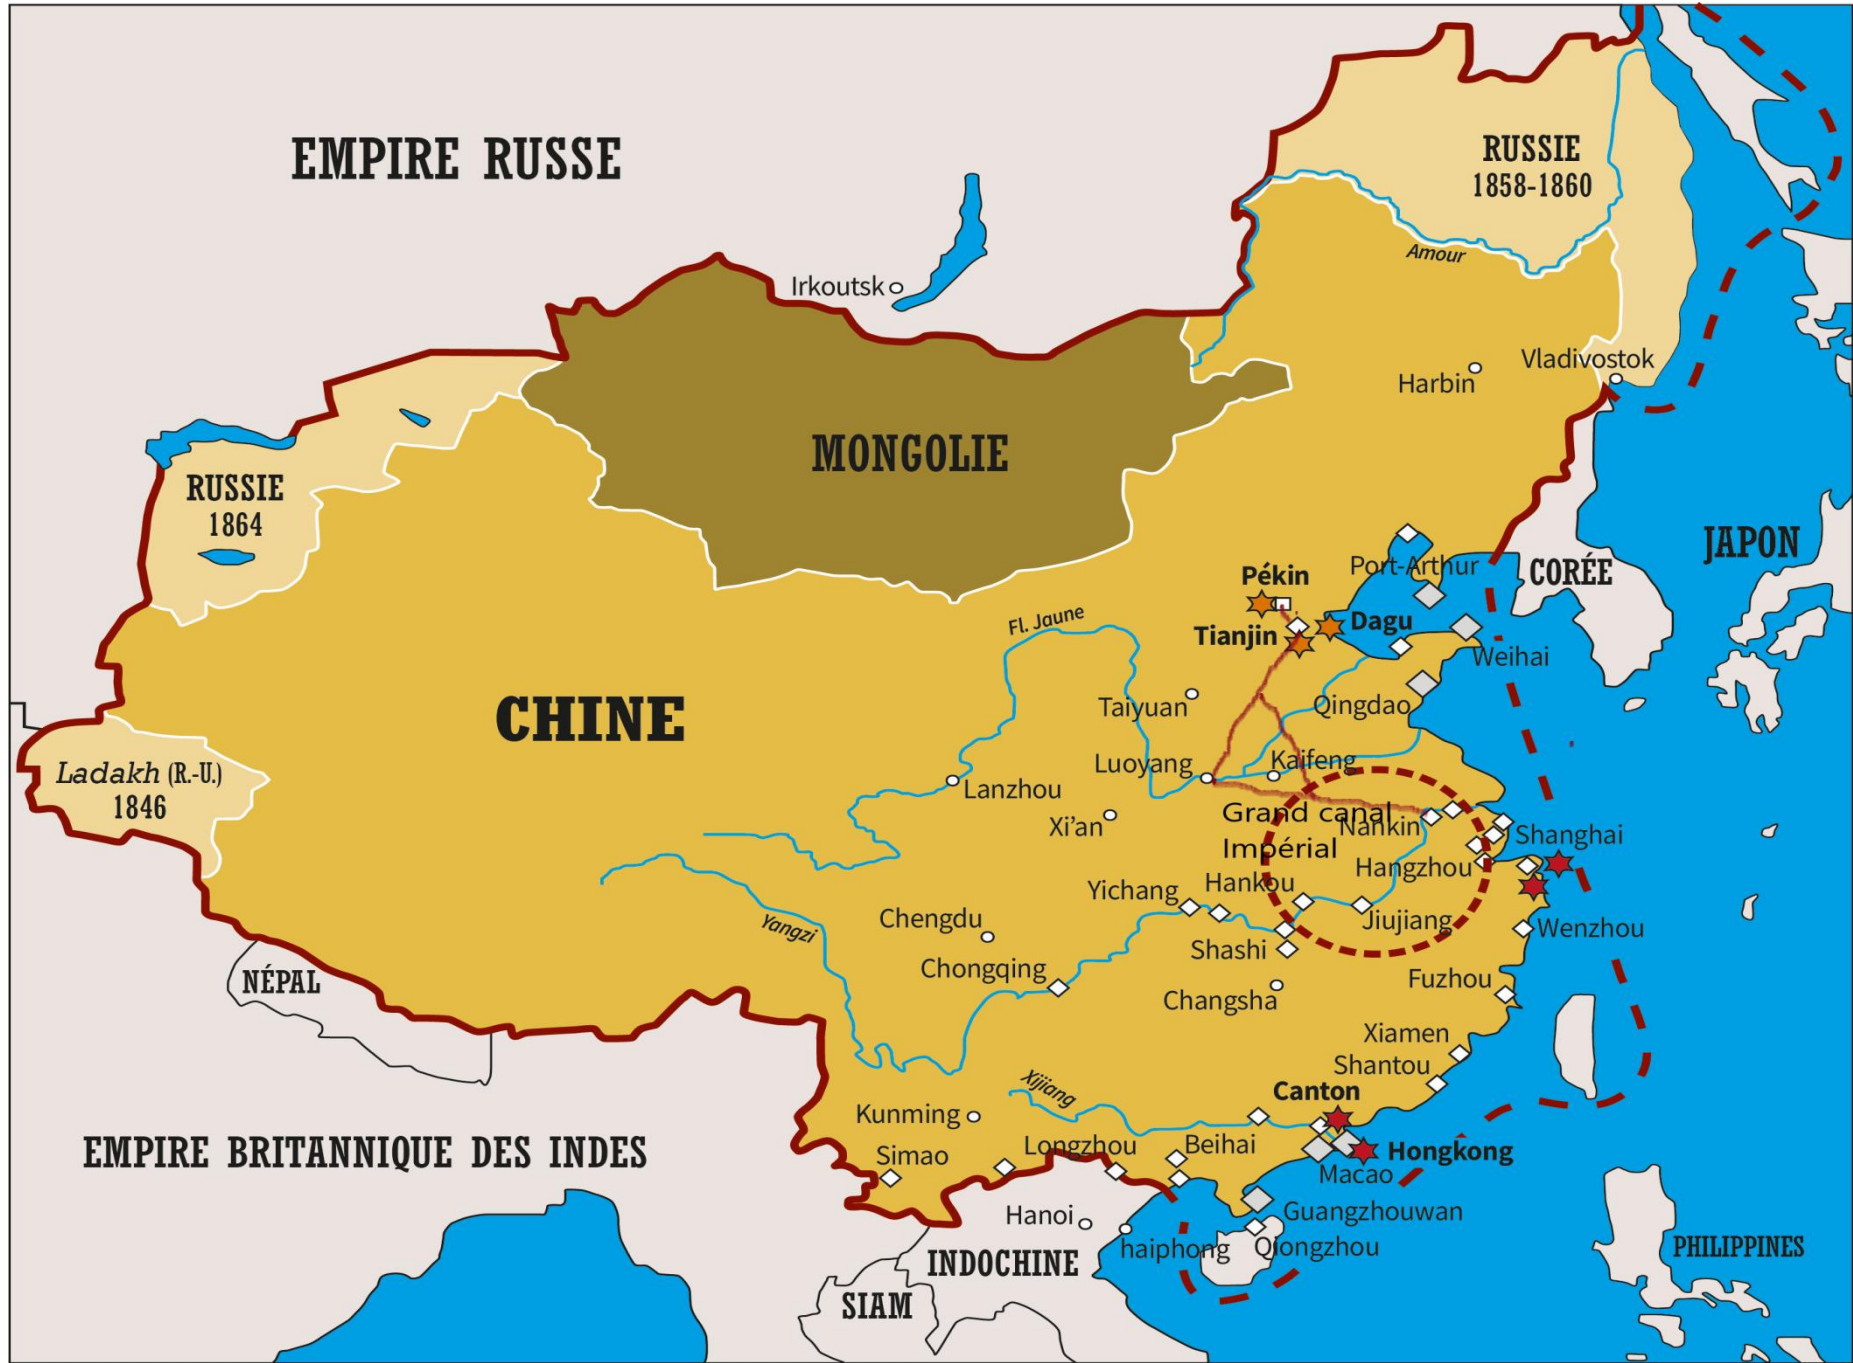 EMPIRE RUSSE
RUSSIE
1858-1860
Amour
Irkoutsk
Vladivostok
Harbin
MONGOLIE
RUSSIE
1864
JAPON
Port-Arthur
CORÉE
Pékin
Dagu
Tianjin
Fl. Jaune
Weihai
Taiyuan
Qingdao
CHINE
Luoyang
Kaifeng
Ladakh (R.-U.)
1846
Lanzhou
Grand canal
Impérial
Nankin
Xi'an
Shanghai
Hangzhou
Yichang
Hankou
Jiujiang
Chengdu
Yangzi
Wenzhou
Shashi
Chongqing
NÉPAL
Fuzhou
Changsha
Xiamen
Shantou
Xijiang
Canton
Kunming
EMPIRE BRITANNIQUE DES INDES
Longzhou
Beihai
Hongkong
Simao
Macao
Hanoi
Guangzhouwan
haiphong
Qiongzhou
PHILIPPINES
INDOCHINE
SIAM